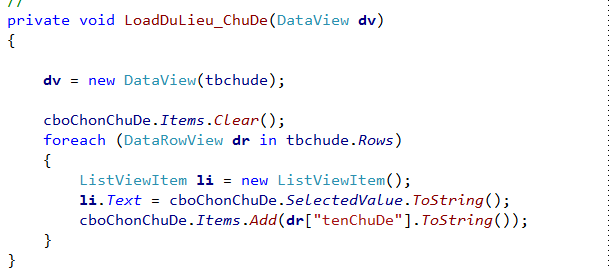 //
private void LoadDuLieu_ChuDe(DataView dv)
{
dv = new DataView(tbchude);
cboChonChuDe.Items.Clear();
foreach (DataRowView dr in tbchude.Rows)
{
ListViewItem li = new ListViewItem();
li.Text = cboChonChuDe.SelectedValue.ToString();
cboChonChuDe.Items.Add(dr["tenChuDe"].ToString());
}
}